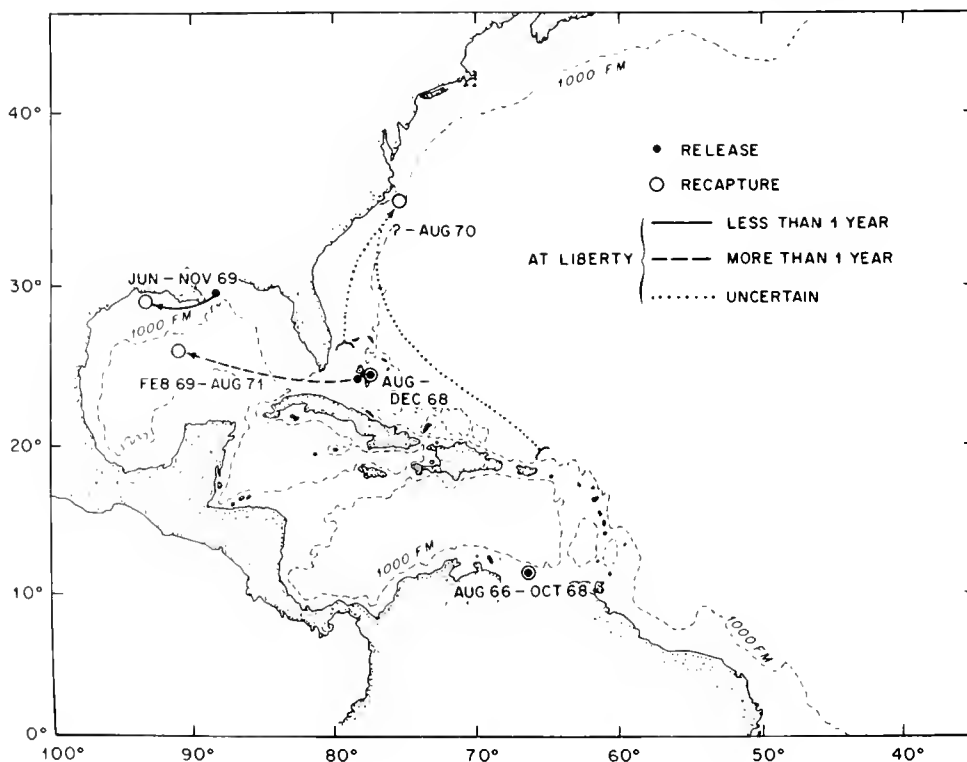 1000 FM
40°
● RELEASE
○ RECAPTURE
AT LIBERTY
LESS THAN 1 YEAR
MORE THAN 1 YEAR
UNCERTAIN
?-AUG 70
JUN-NOV 69
30°
1000 FM
FEB 69-AUG 71
AUG-
DEC 68
20°
1000 FM
10°
AUG 66-OCT 68
1000 FM
0°
100° 90° 80° 70° 60° 50° 40°